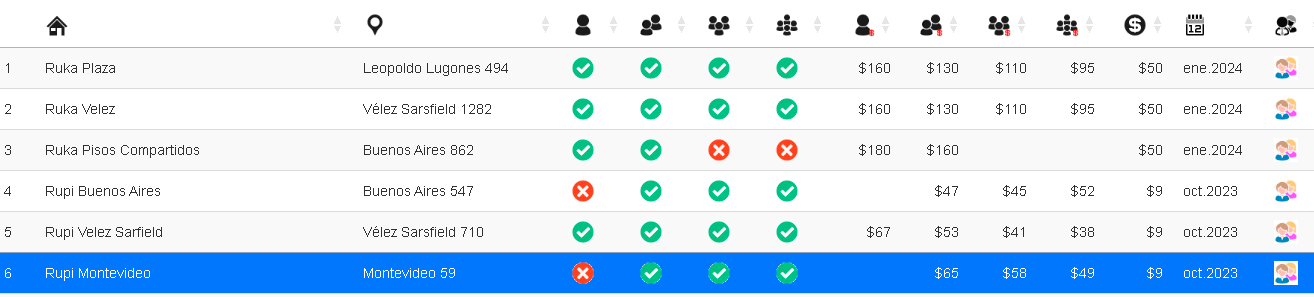 12
1 Ruka Plaza Leopoldo Lugones 494 $160 $130 $110 $95 $50 ene.2024
2 Ruka Velez Vélez Sarsfield 1282 $160 $130 $110 $95 $50 ene.2024
3 Ruka Pisos Compartidos Buenos Aires 862 $180 $160 $50 ene.2024
4 Rupi Buenos Aires Buenos Aires 547 $47 $45 $52 $9 oct.2023
5 Rupi Velez Sarfield Vélez Sarsfield 710 $67 $53 $41 $38 $9 oct.2023
6 Rupi Montevideo Montevideo 59 $65 $58 $49 $9 oct.2023